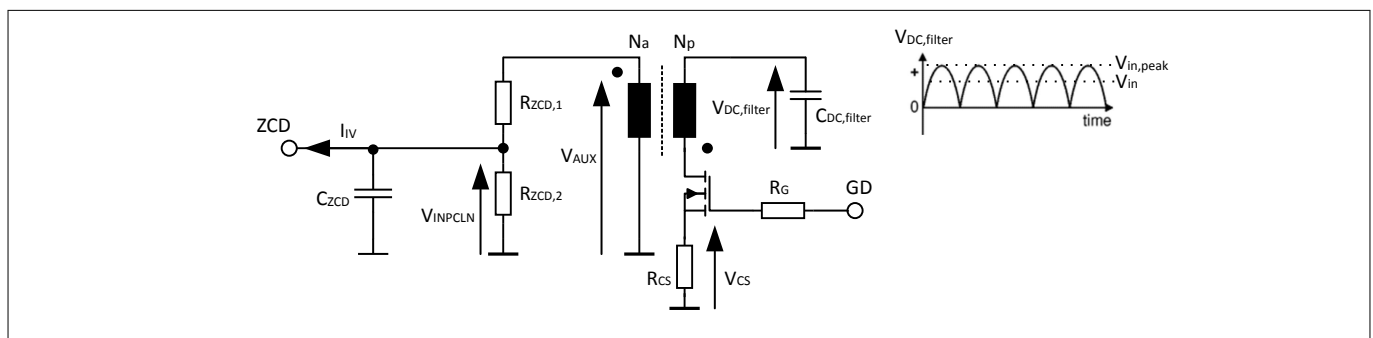 Na Np
VDC,filter
Vin,peak
+
Vin
0
time
RZCD,1
VDC,filter
CDC,filter
ZCD
IIV
VAUX
RG
GD
CZCD
VINPCLN
RZCD,2
RCS
VCS